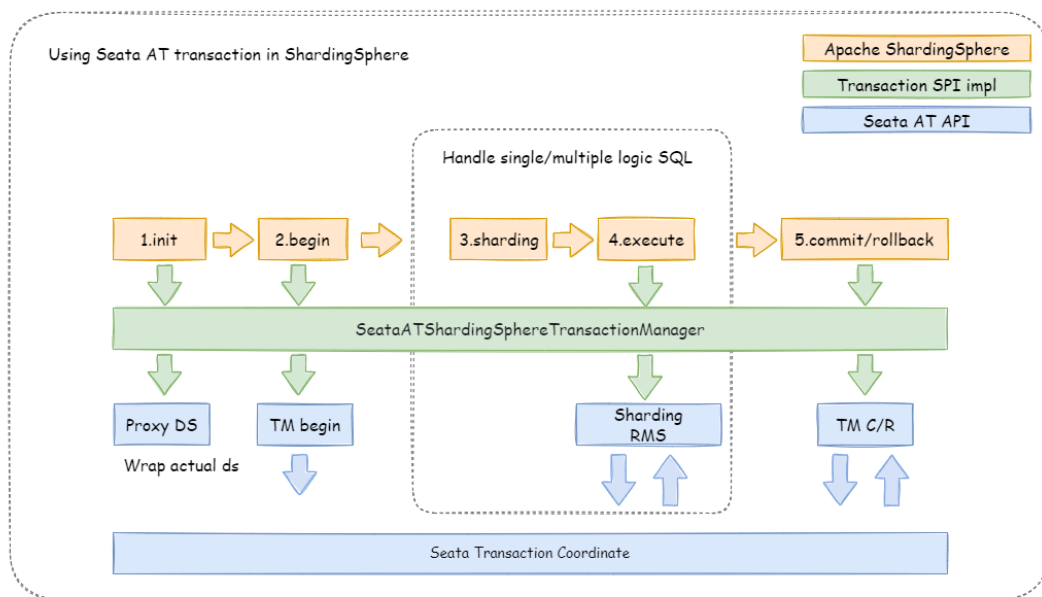 Using Seata AT transaction in ShardingSphere
Apache ShardingSphere
Transaction SPI impl
Seata AT API
Handle single/multiple logic SQL
1.init
2.begin
3.sharding
4.execute
5.commit/rollback
SeataATShardingSphereTransactionManager
Proxy DS
TM begin
Sharding
RMS
TM C/R
Wrap actual ds
Seata Transaction Coordinate